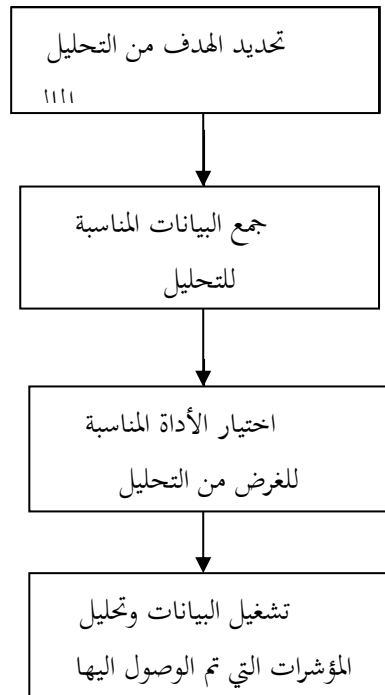 تحديد الهدف من التحليل
جمع البيانات المناسبة
للتحليل
اختيار الأداة المناسبة
للغرض من التحليل
تشغيل البيانات وتحليل
المؤشرات التي تم الوصول اليها